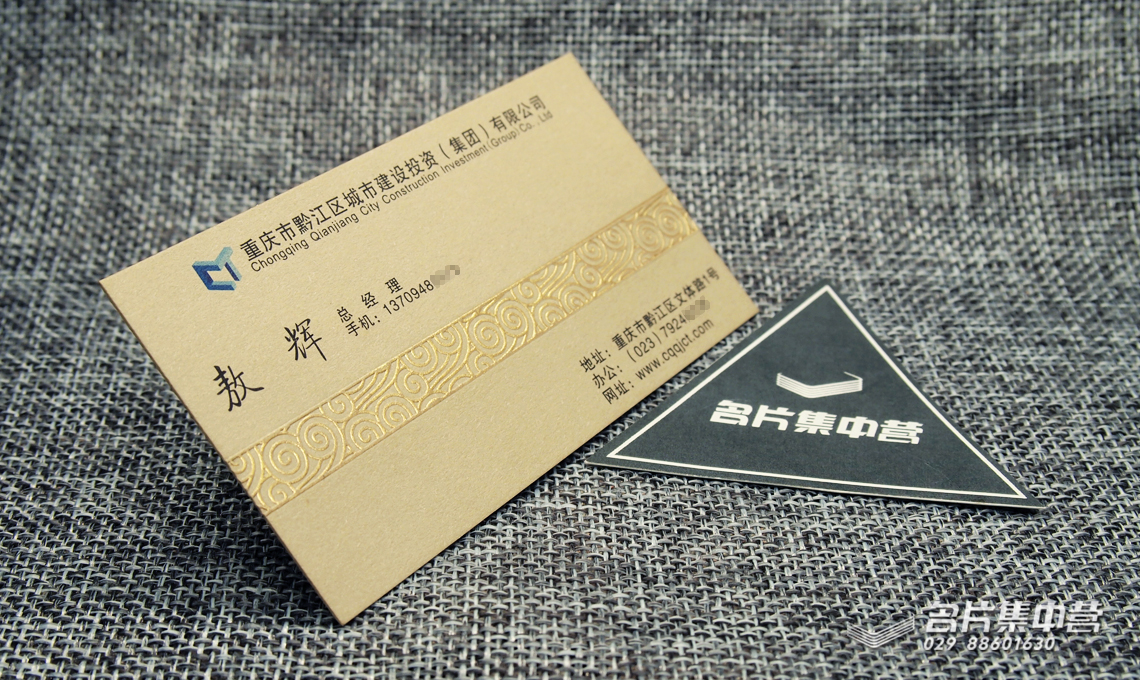 重庆市黔江区城市建设投资（集团）有限公司
Chongqing Qianjiang City Construction Investment(Group)Co., Ltd
敖 辉
总 经 理
手机：1370948
地址：重庆市黔江区文体路1号
办公：(023) 7924
网址：www.cqqjct.com
名片集中营
名片集中营
029-88601630